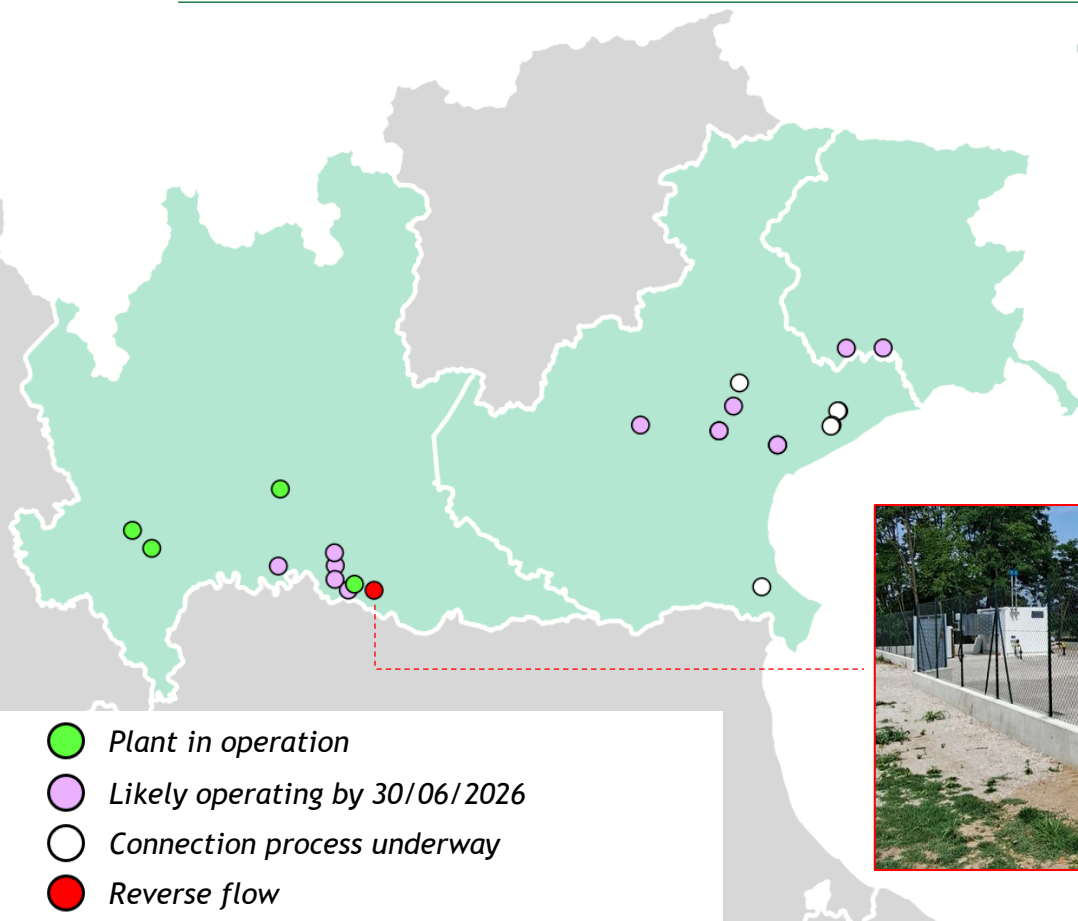 Plant in operation
Likely operating by 30/06/2026
Connection process underway
Reverse flow